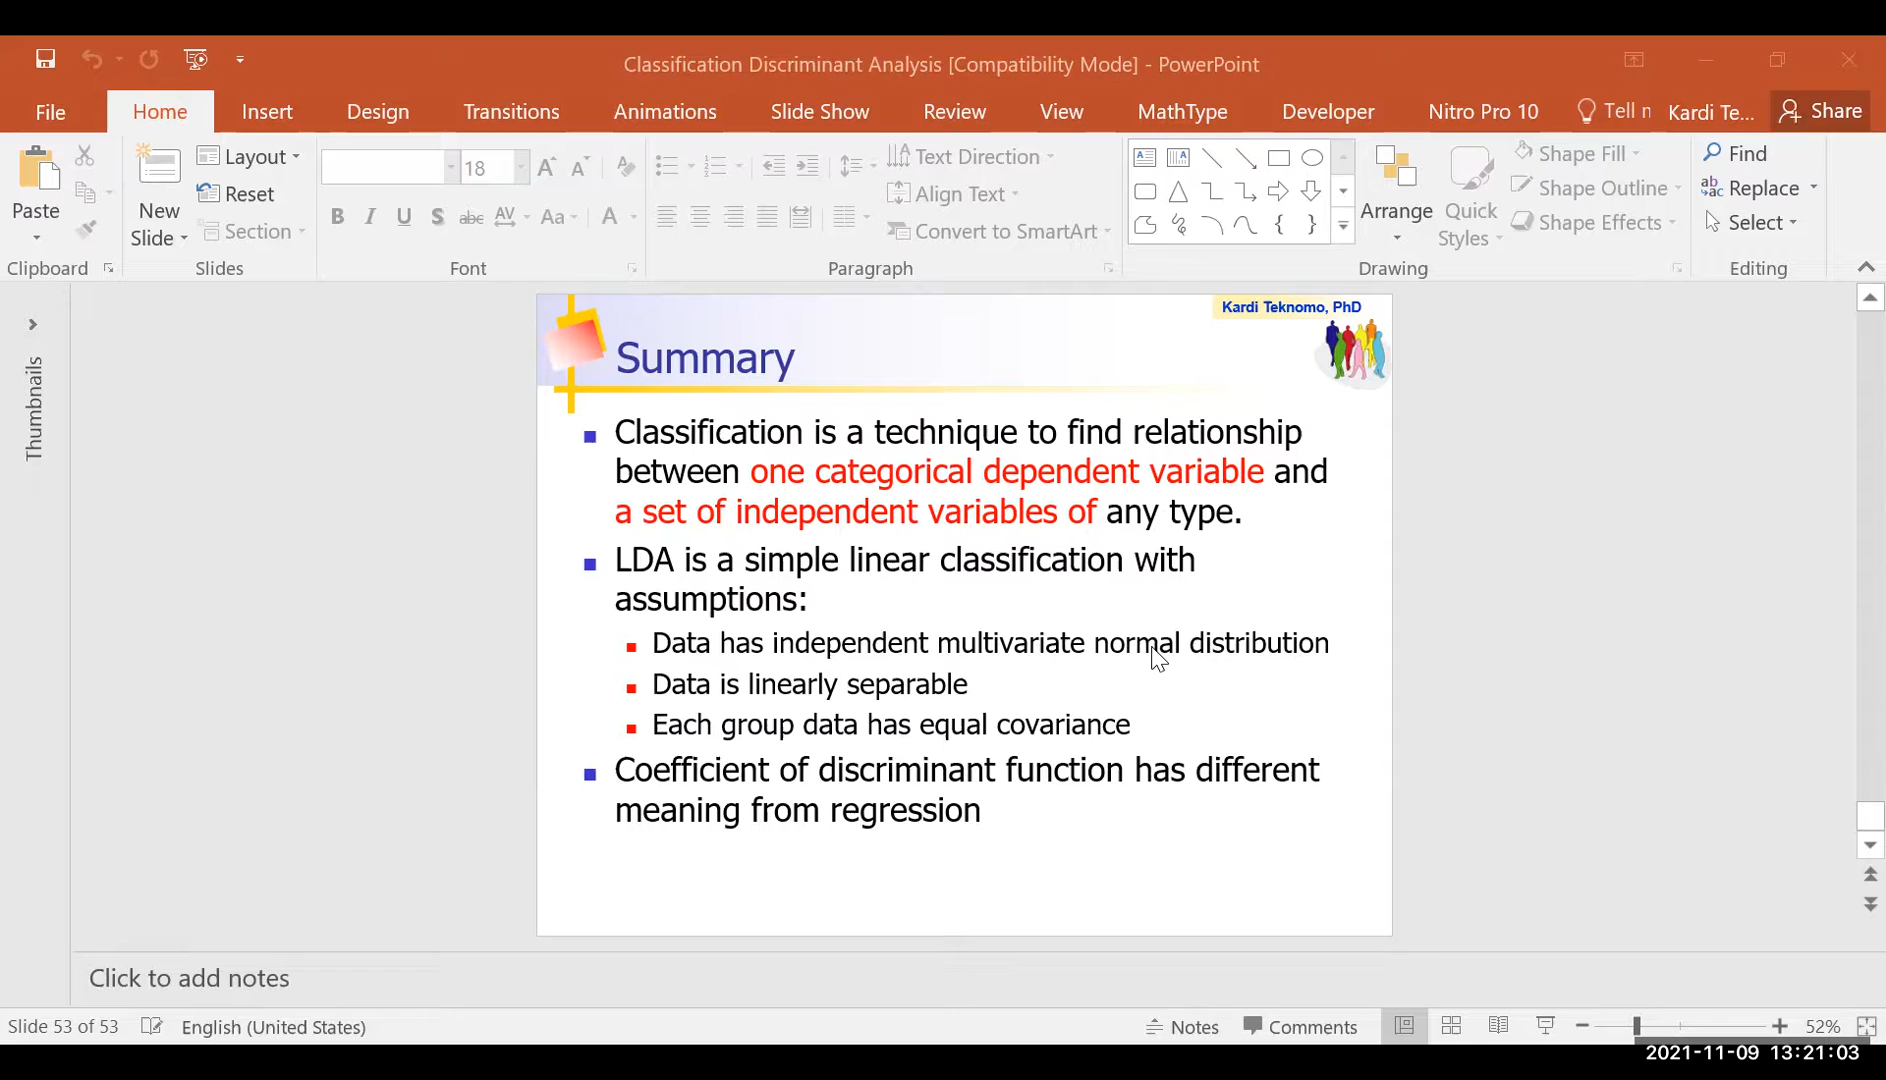 Classification Discriminant Analysis [Compatibility Mode] - PowerPoint
File Home Insert Design Transitions Animations Slide Show Review View MathType Developer Nitro Pro 10 Tell n Kardi Te... Share
Paste
Clipboard
New
Slide
Layout
Reset
Section
Slides
18
B I U S abc AV Aa A
Font
Text Direction
Align Text
Convert to SmartArt
Paragraph
Arrange
Quick
Styles
Shape Fill
Shape Outline
Shape Effects
Drawing
Find
Replace
Select
Editing
Thumbnails
Kardi Teknomo, PhD
Summary
Classification is a technique to find relationship
between one categorical dependent variable and
a set of independent variables of any type.
LDA is a simple linear classification with
assumptions:
Data has independent multivariate normal distribution
Data is linearly separable
Each group data has equal covariance
Coefficient of discriminant function has different
meaning from regression
Click to add notes
Slide 53 of 53 English (United States) Notes Comments 52%
2021-11-09 13:21:03